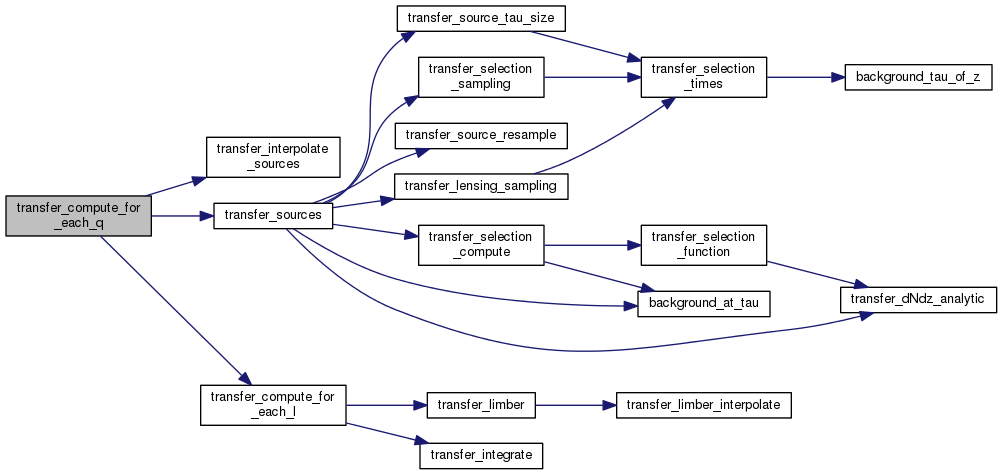 transfer_source_tau_size
transfer_selection
_sampling
transfer_selection
_times
background_tau_of_z
transfer_source_resample
transfer_interpolate
_sources
transfer_lensing_sampling
transfer_compute_for
_each_q
transfer_sources
transfer_selection
_compute
transfer_selection
_function
background_at_tau
transfer_dNdz_analytic
transfer_compute_for
_each_l
transfer_limber
transfer_limber_interpolate
transfer_integrate